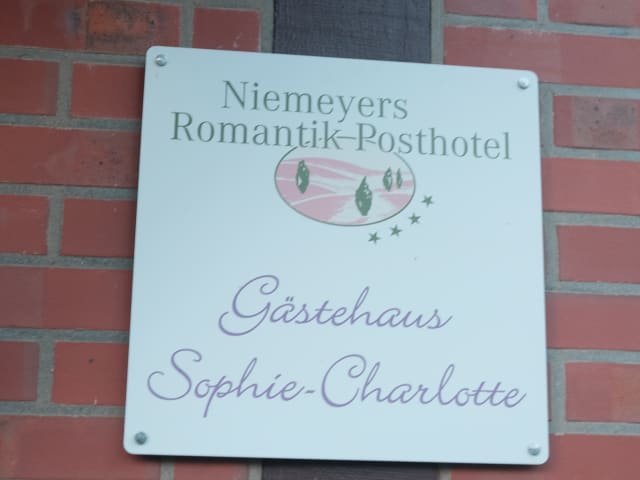 Niemeyers
Romantik-Posthotel
Gästehaus
Sophie-Charlotte